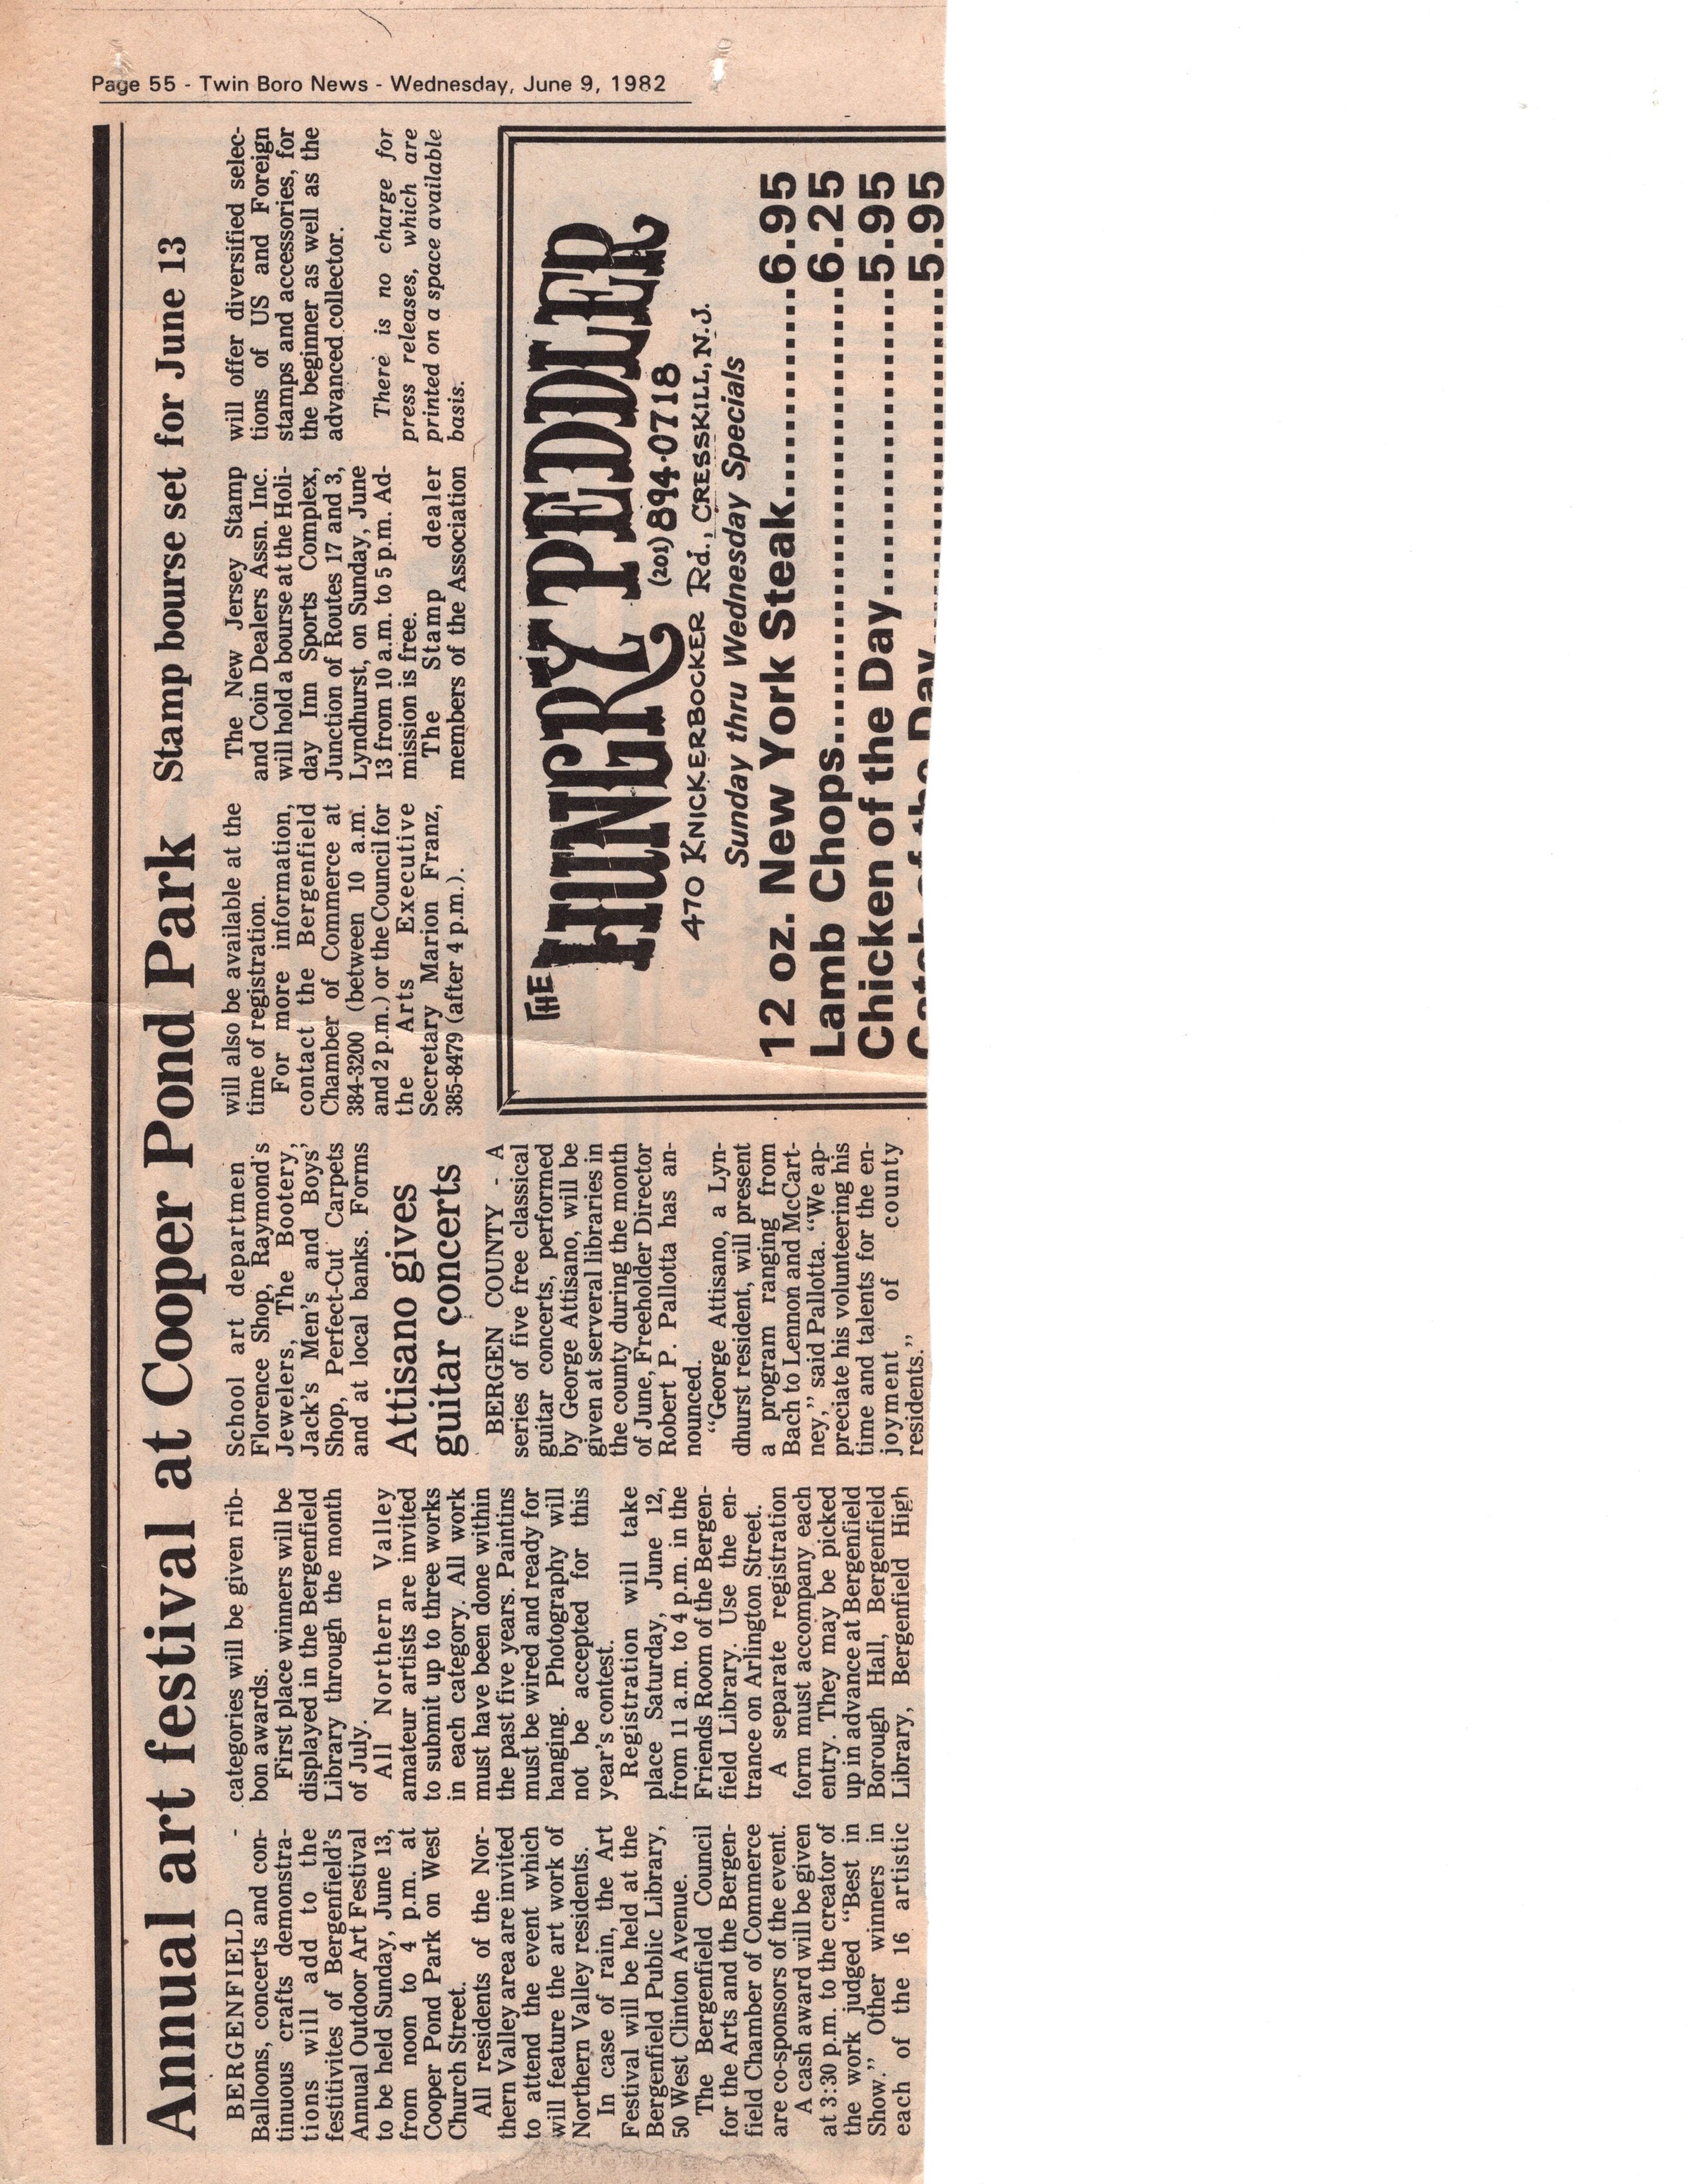 Page 55 - Twin Boro News - Wednesday, June 9, 1982
Annual art festival at Cooper Pond Park
BERGENFIELD -
Balloons, concerts and con-
tinuous crafts demonstra-
tions will add to the
festitivites of Bergenfield's
Annual Outdoor Art Festival
to be held Sunday, June 13,
from noon to 4 p.m. at
Cooper Pond Park on West
Church Street.
All residents of the Nor-
thern Valley area are invited
to attend the event which
will feature the art work of
Northern Valley residents.
In case of rain, the Art
Festival will be held at the
Bergenfield Public Library,
50 West Clinton Avenue.
The Bergenfield Council
for the Arts and the Bergen-
field Chamber of Commerce
are co-sponsors of the event.
A cash award will be given
at 3:30 p.m. to the creator of
the work judged "Best in
Show." Other winners in
each of the 16 artistic
categories will be given rib-
bon awards.
First place winners will be
displayed in the Bergenfield
Library through the month
of July.
All Northern Valley
amateur artists are invited
to submit up to three works
in each category. All work
must have been done within
the past five years. Paintins
must be wired and ready for
hanging. Photography will
not be accepted for this
year's contest.
Registration will take
place Saturday, June 12,
from 11 a.m. to 4 p.m. in the
Friends Room of the Bergen-
field Library. Use the en-
trance on Arlington Street.
A separate registration
form must accompany each
entry. They may be picked
up in advance at Bergenfield
Borough Hall, Bergenfield
Library, Bergenfield High
School art departmen
Florence Shop, Raymond's
Jewelers, The Bootery,
Jack's Men's and Boys'
Shop, Perfect-Cut Carpets
and at local banks. Forms
will also be available at the
time of registration.
For more information,
contact the Bergenfield
Chamber of Commerce at
384-3200 (between 10 a.m.
and 2 p.m.) or the Council for
the Arts Executive
Secretary Marion Franz,
385-8479 (after 4 p.m.).
Attisano gives
guitar concerts
BERGEN COUNTY - A
series of five free classical
guitar concerts, performed
by George Attisano, will be
given at serveral libraries in
the county during the month
of June, Freeholder Director
Robert P. Pallotta has an-
nounced.
"George Attisano, a Lyn-
dhurst resident, will present
a program ranging from
Bach to Lennon and McCart-
ney," said Pallotta. "We ap-
preciate his volunteering his
time and talents for the en-
joyment of county
residents."
Stamp bourse set for June 13
The New Jersey Stamp
and Coin Dealers Assn. Inc.
will hold a bourse at the Holi-
day Inn Sports Complex,
Junction of Routes 17 and 3,
Lyndhurst, on Sunday, June
13 from 10 a.m. to 5 p.m. Ad-
mission is free.
The Stamp dealer
members of the Association
will offer diversified selec-
tions of US and Foreign
stamps and accessories, for
the beginner as well as the
advanced collector.
There is no charge for
press releases, which are
printed on a space available
basis.
THE
HUNGRY PEDDLER
(201) 894-0718
470 KNICKERBOCKER Rd., CRESSKILL, N.J.
Sunday thru Wednesday Specials
12 oz. New York Steak..........6.95
Lamb Chops..........................6.25
Chicken of the Day................5.95
Catch of the Day...................5.95